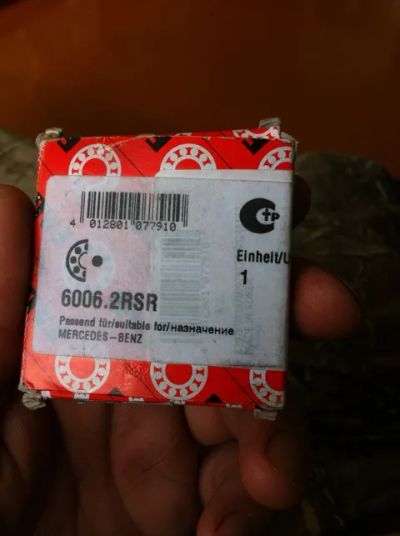 4 012801 077910
Einheit/U
1
6006.2RSR
Passend für/suitable for/назначение
MERCEDES-BENZ